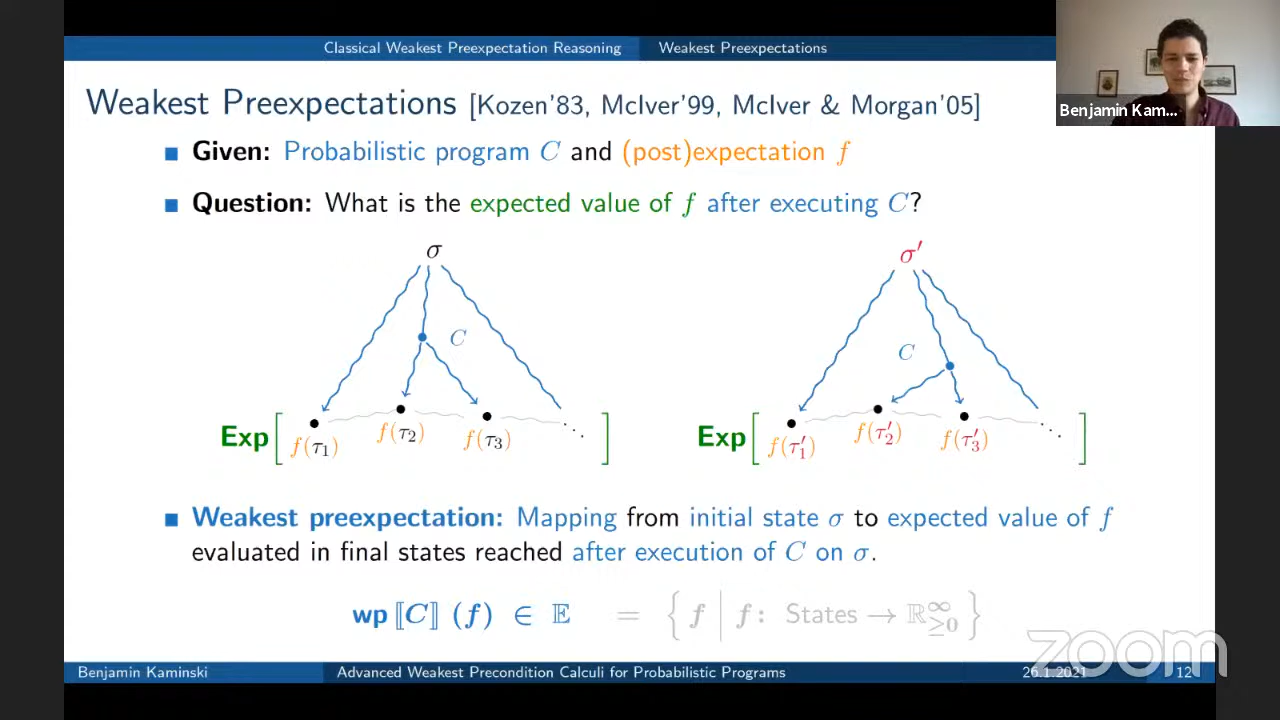 Classical Weakest Preexpectation Reasoning Weakest Preexpectations
Benjamin Kam...
Weakest Preexpectations [Kozen'83, McIver'99, McIver & Morgan'05]
Given: Probabilistic program C and (post)expectation f
Question: What is the expected value of f after executing C?
σ
σ′
C
C
Exp[ f(τ₁) f(τ₂) f(τ₃) ⋱ ]
Exp[ f(τ′₁) f(τ′₂) f(τ′₃) ⋱ ]
Weakest preexpectation: Mapping from initial state σ to expected value of f
evaluated in final states reached after execution of C on σ.
wp⟦C⟧ (f) ∈ 𝔼 = { f | f: States → ℝ^∞_≥0 }
zoom
Benjamin Kaminski Advanced Weakest Precondition Calculi for Probabilistic Programs 26.1.2021 12